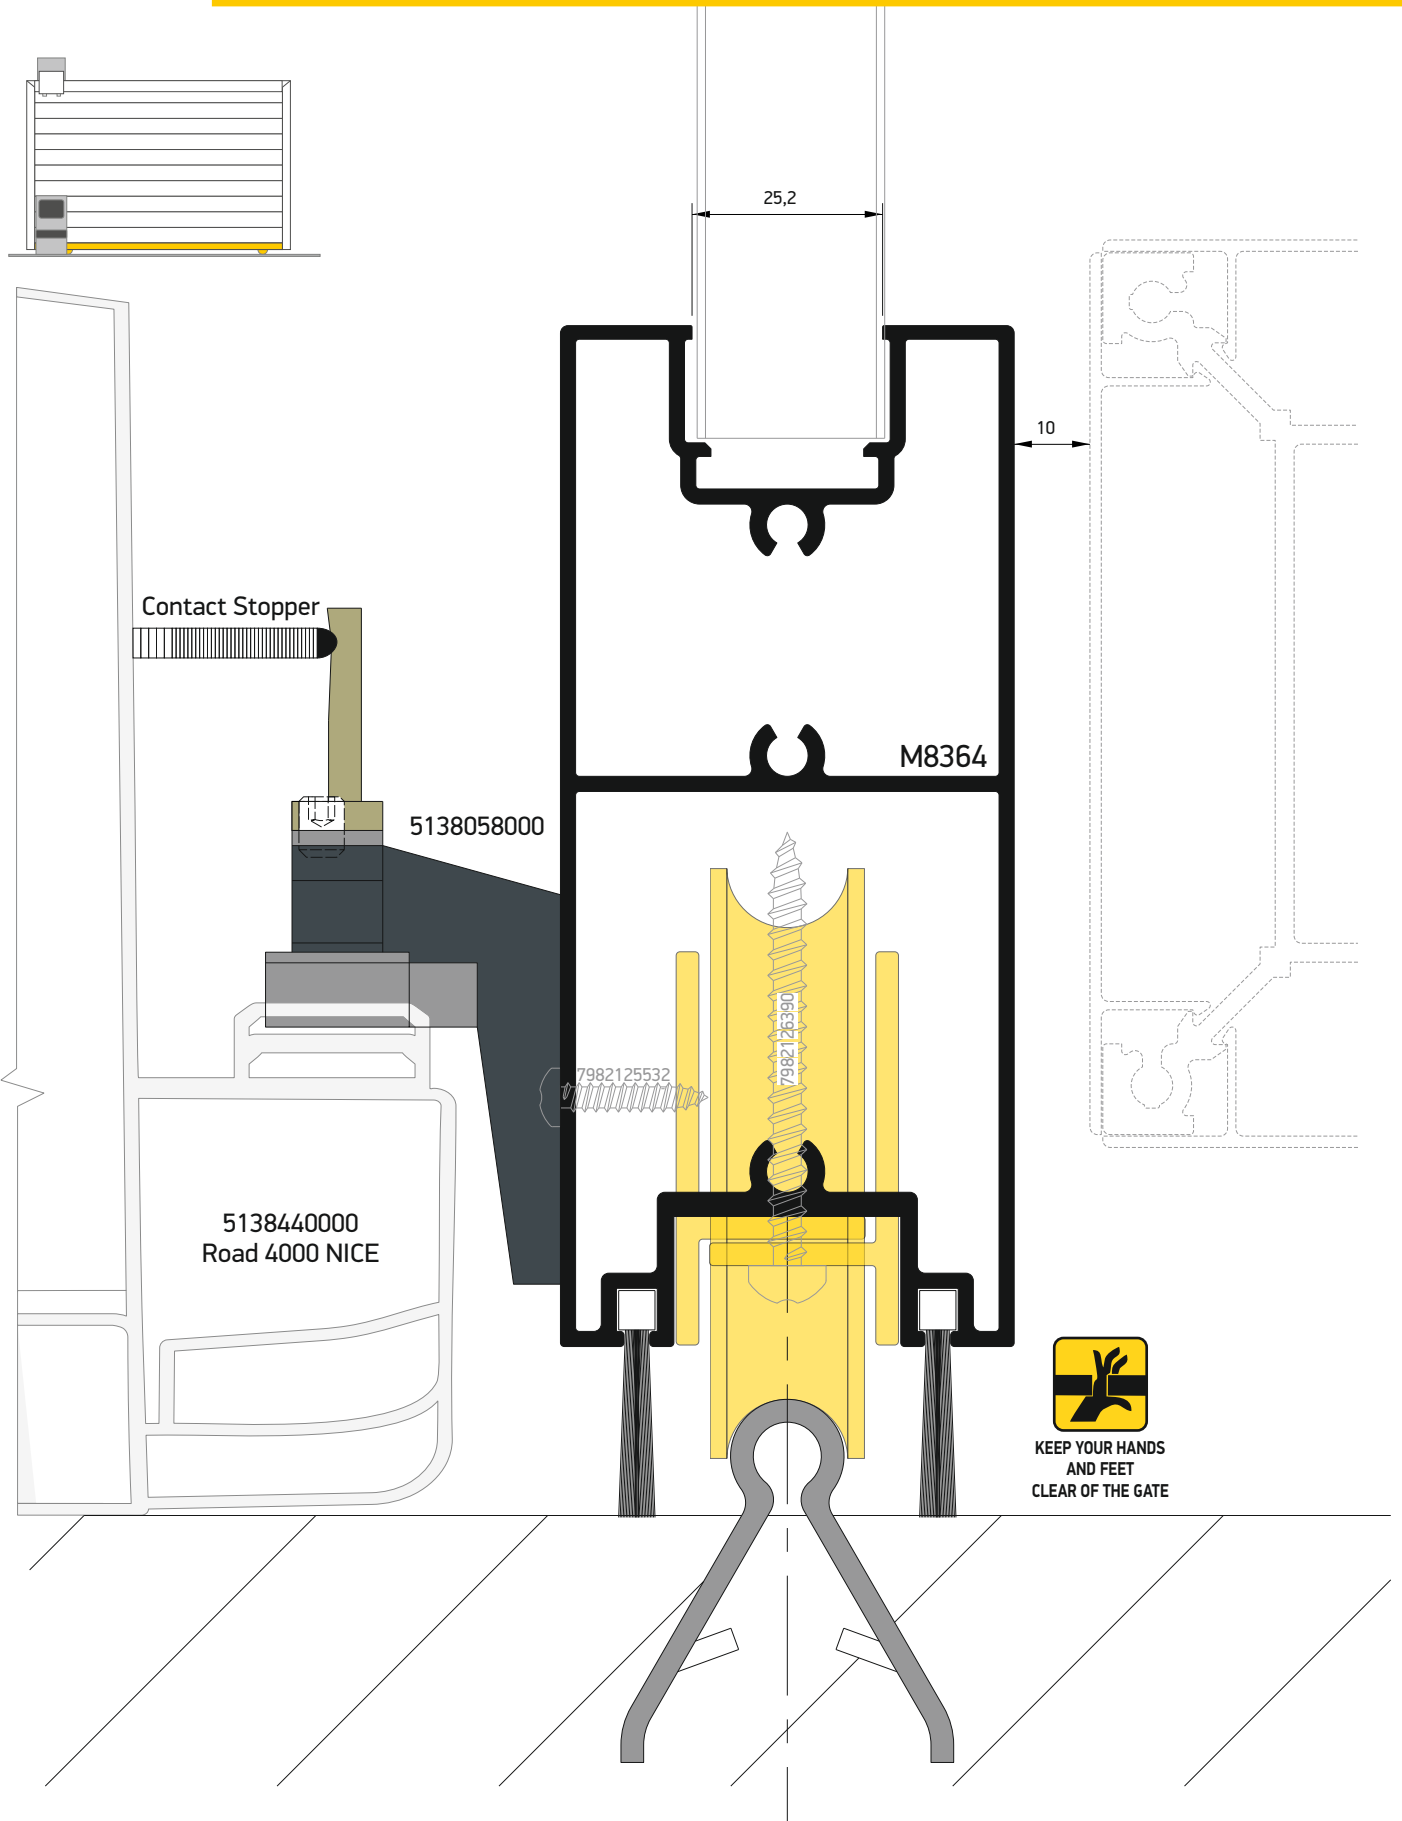 25,2
10
Contact Stopper
M8364
5138058000
7982126390
7982125532
5138440000
Road 4000 NICE
KEEP YOUR HANDS
AND FEET
CLEAR OF THE GATE